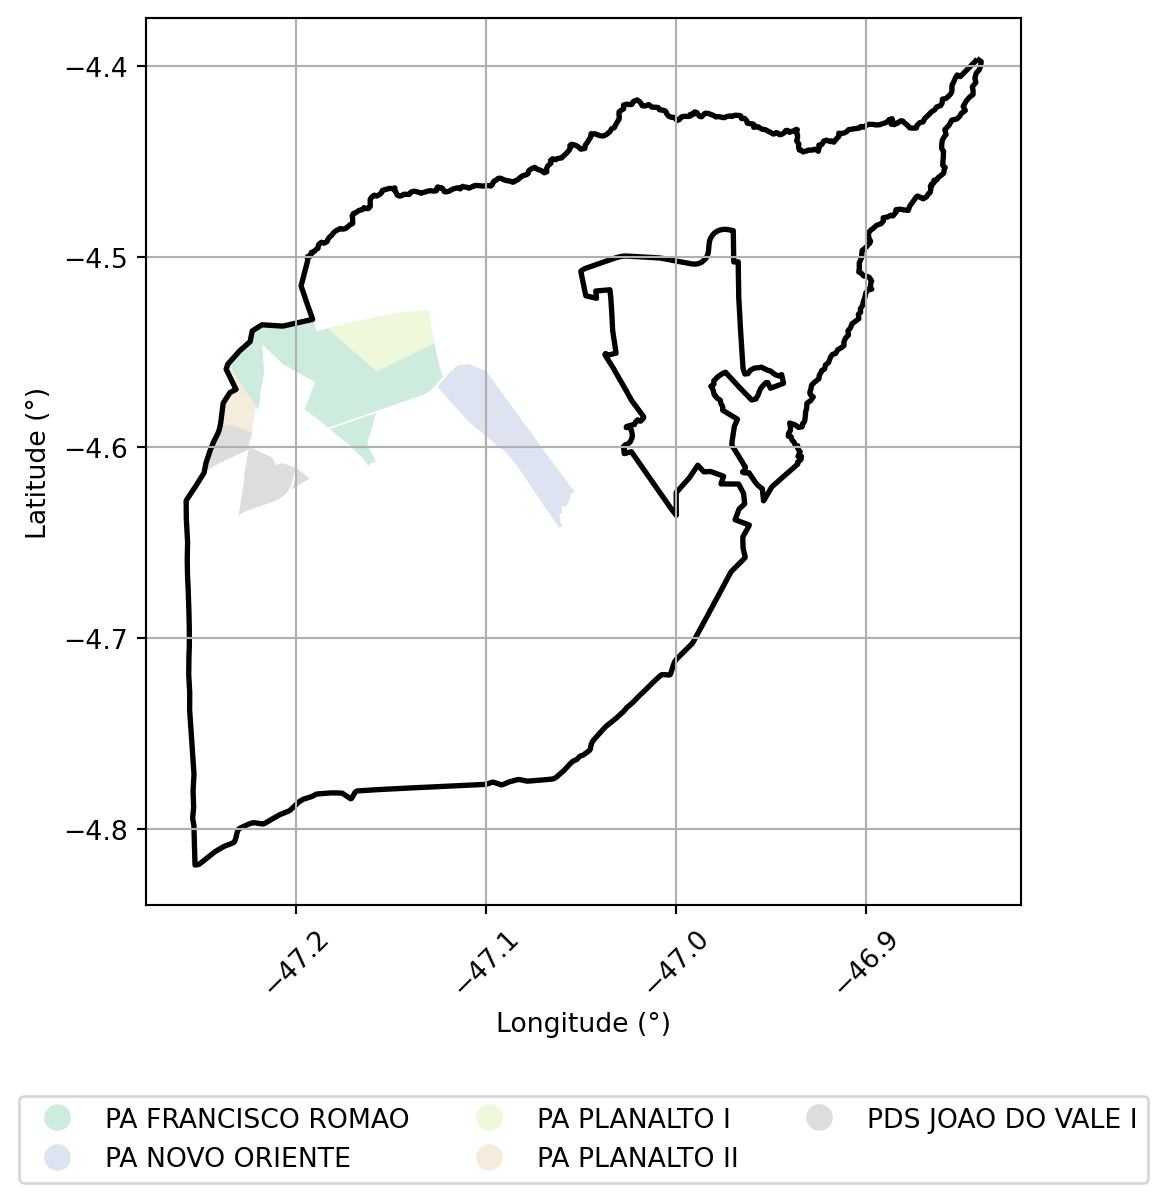 −4.4
−4.5
−4.6
−4.7
−4.8
Latitude (°)
−47.2
−47.1
−47.0
−46.9
Longitude (°)
PA FRANCISCO ROMAO
PA PLANALTO I
PDS JOAO DO VALE I
PA NOVO ORIENTE
PA PLANALTO II